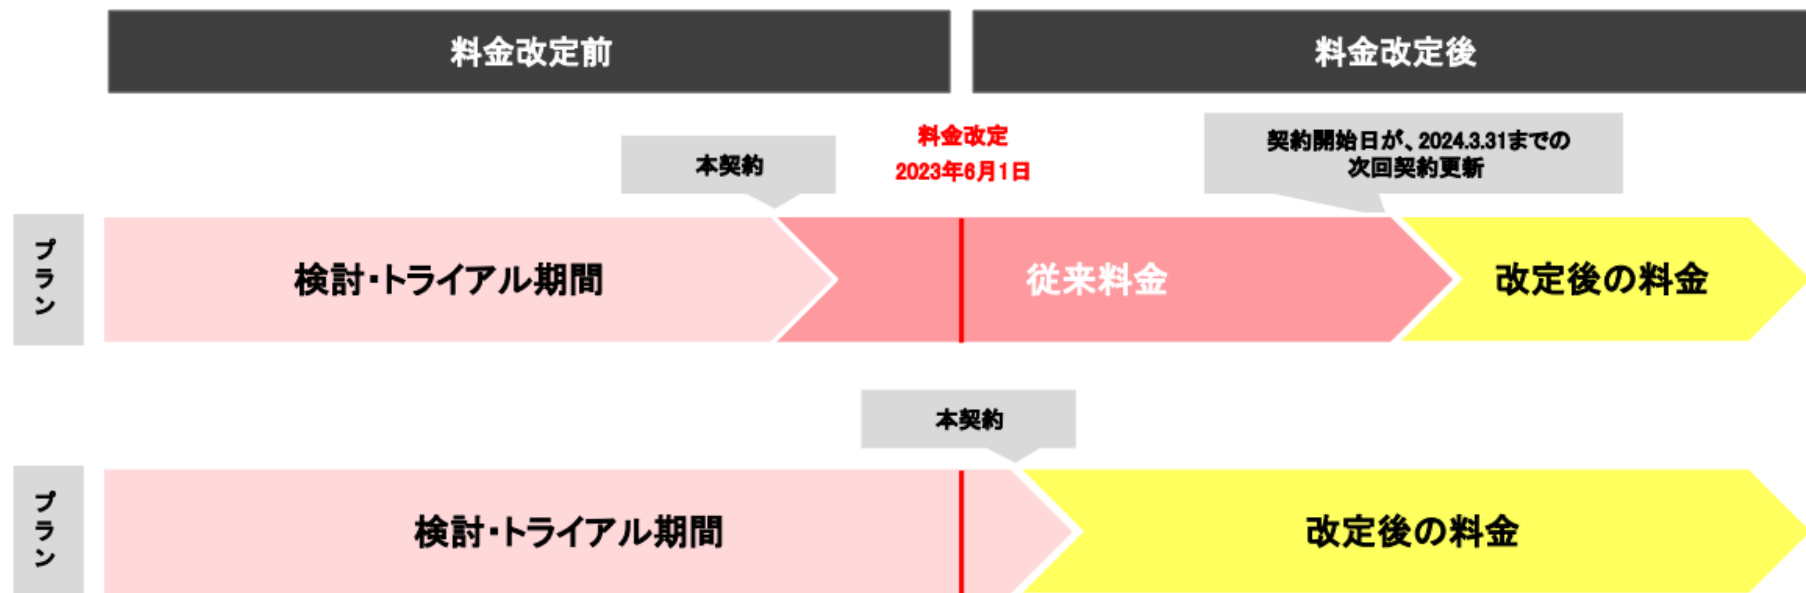 料金改定前
料金改定後
料金改定
2023年6月1日
本契約
契約開始日が、2024.3.31までの
次回契約更新
プラン
検討・トライアル期間
従来料金
改定後の料金
本契約
プラン
検討・トライアル期間
改定後の料金